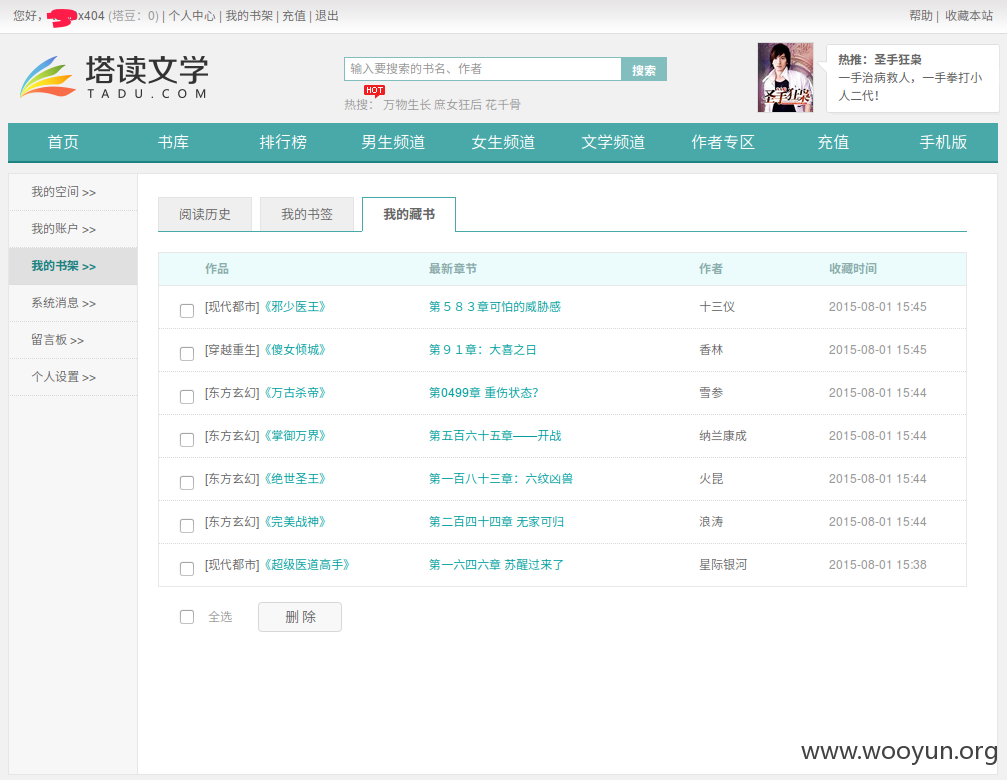 您好, x404 (塔豆：0) | 个人中心 | 我的书架 | 充值 | 退出
帮助 | 收藏本站
塔读文学
TADU.COM
输入要搜索的书名、作者
搜索
HOT
热搜： 万物生长 庶女狂后 花千骨
圣手狂枭
热推：圣手狂枭
一手治病救人，一手拳打小
人二代！
首页 书库 排行榜 男生频道 女生频道 文学频道 作者专区 充值 手机版
我的空间 >>
我的账户 >>
我的书架 >>
系统消息 >>
留言板 >>
个人设置 >>
阅读历史 我的书签 我的藏书
作品 最新章节 作者 收藏时间
[现代都市]《邪少医王》 第５８３章可怕的威胁感 十三仪 2015-08-01 15:45
[穿越重生]《傻女倾城》 第９１章：大喜之日 香林 2015-08-01 15:45
[东方玄幻]《万古杀帝》 第0499章 重伤状态? 雪参 2015-08-01 15:44
[东方玄幻]《掌御万界》 第五百六十五章——开战 纳兰康成 2015-08-01 15:44
[东方玄幻]《绝世圣王》 第一百八十三章：六纹凶兽 火昆 2015-08-01 15:44
[东方玄幻]《完美战神》 第二百四十四章 无家可归 浪涛 2015-08-01 15:44
[现代都市]《超级医道高手》 第一六四六章 苏醒过来了 星际银河 2015-08-01 15:38
全选 删 除
www.wooyun.org